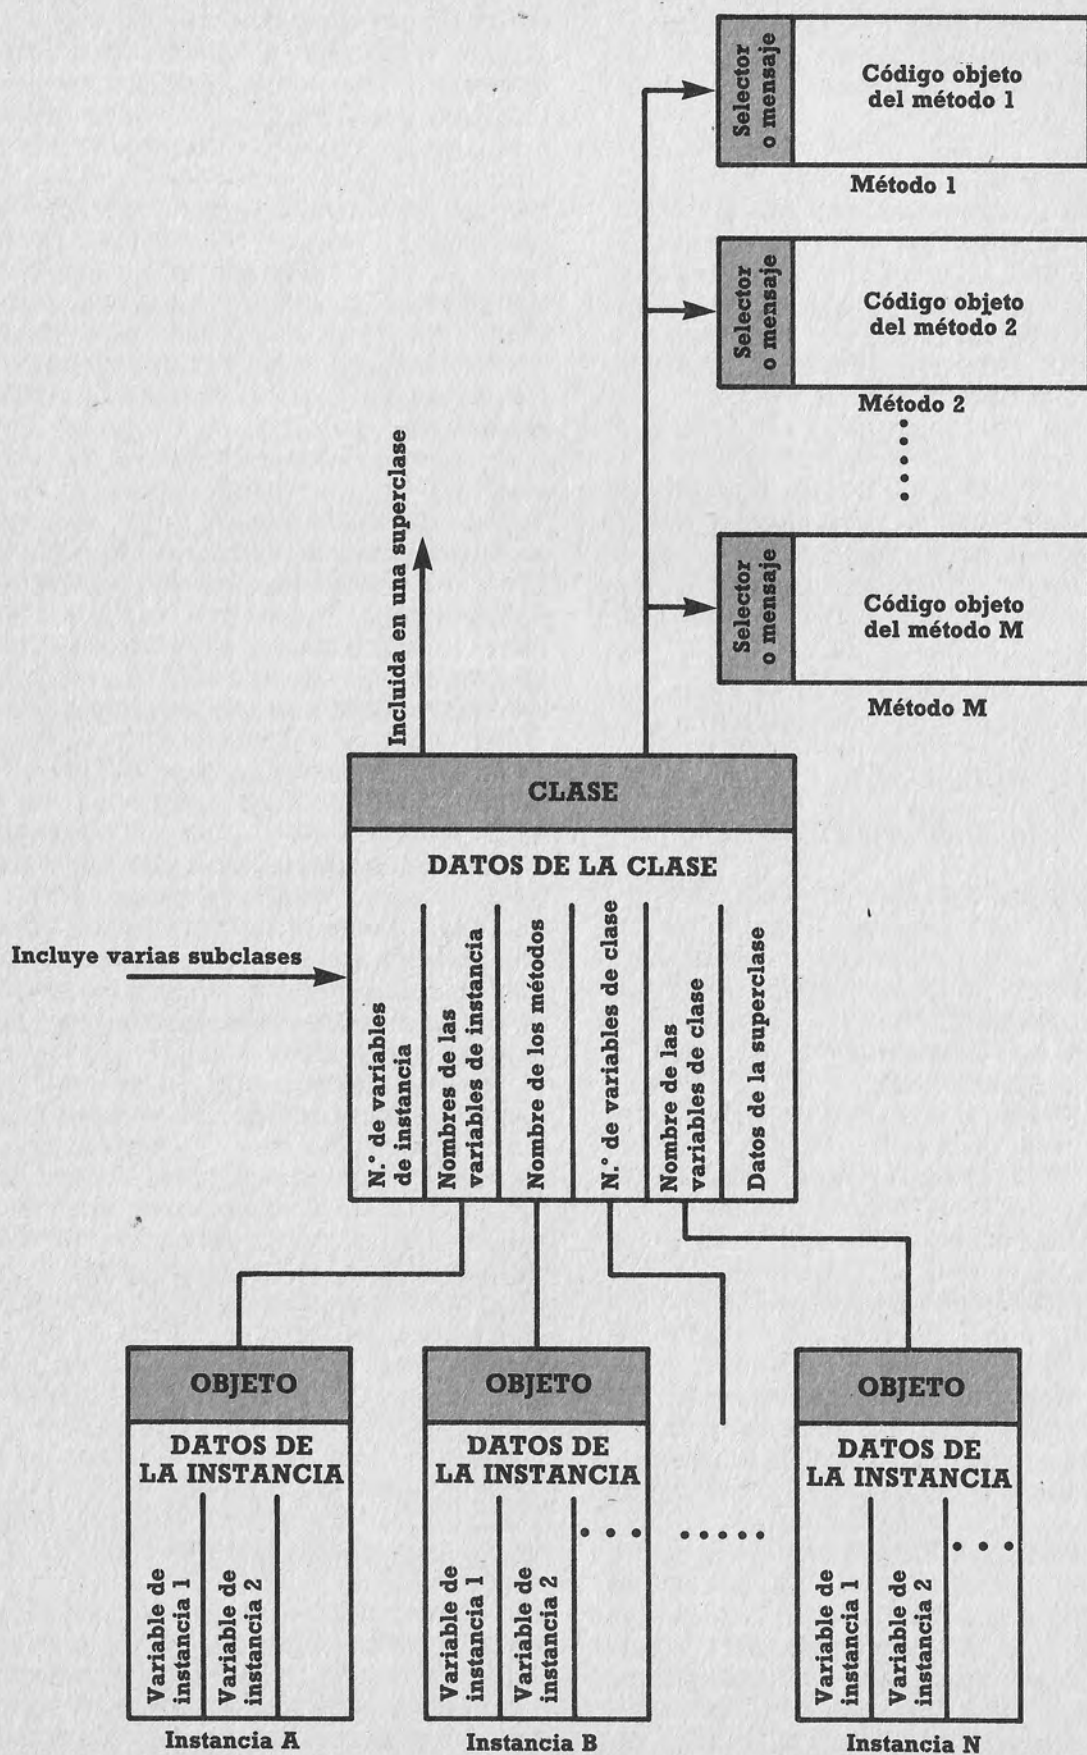 Selector
o mensaje
Código objeto
del método 1
Método 1
Selector
o mensaje
Código objeto
del método 2
Método 2
Selector
o mensaje
Código objeto
del método M
Método M
Incluida en una superclase
CLASE
DATOS DE LA CLASE
Incluye varias subclases
N.° de variables
de instancia
Nombres de las
variables de instancia
Nombre de los métodos
N.° de variables de clase
Nombre de las
variables de clase
Datos de la superclase
OBJETO
DATOS DE
LA INSTANCIA
Variable de
instancia 1
Variable de
instancia 2
Instancia A
OBJETO
DATOS DE
LA INSTANCIA
Variable de
instancia 1
Variable de
instancia 2
Instancia B
OBJETO
DATOS DE
LA INSTANCIA
Variable de
instancia 1
Variable de
instancia 2
Instancia N